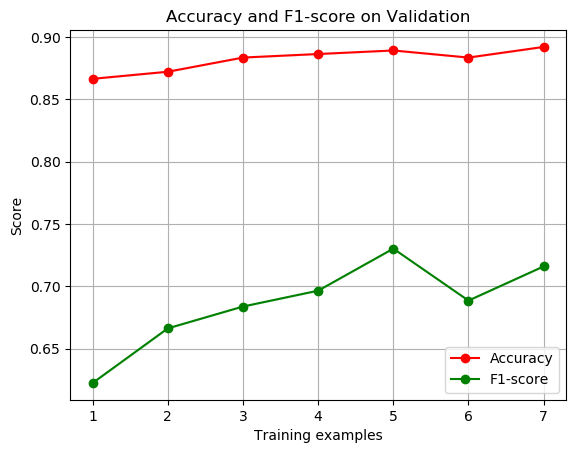 Accuracy and F1-score on Validation
0.90
0.85
0.80
0.75
0.70
0.65
Score
Accuracy
F1-score
1 2 3 4 5 6 7
Training examples